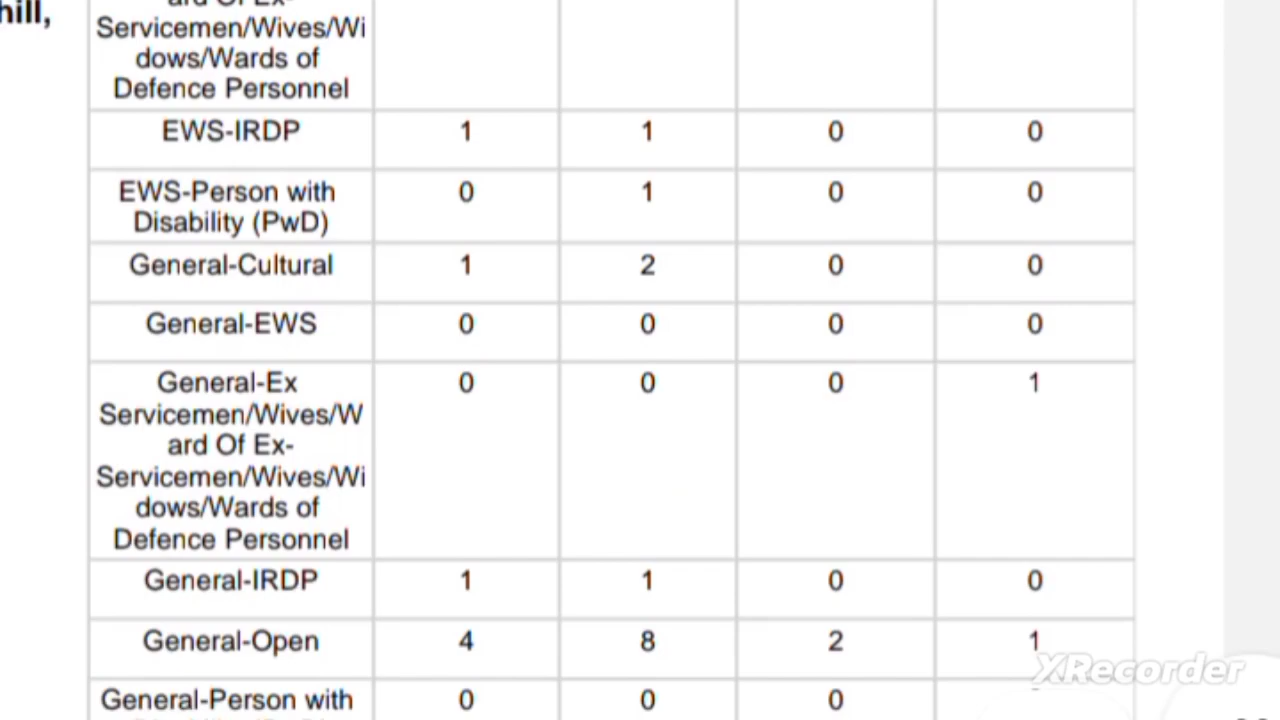 hill,
ard Of Ex-
Servicemen/Wives/Wi
dows/Wards of
Defence Personnel
EWS-IRDP 1 1 0 0
EWS-Person with 0 1 0 0
Disability (PwD)
General-Cultural 1 2 0 0
General-EWS 0 0 0 0
General-Ex 0 0 0 1
Servicemen/Wives/W
ard Of Ex-
Servicemen/Wives/Wi
dows/Wards of
Defence Personnel
General-IRDP 1 1 0 0
General-Open 4 8 2 1
XRecorder
General-Person with 0 0 0